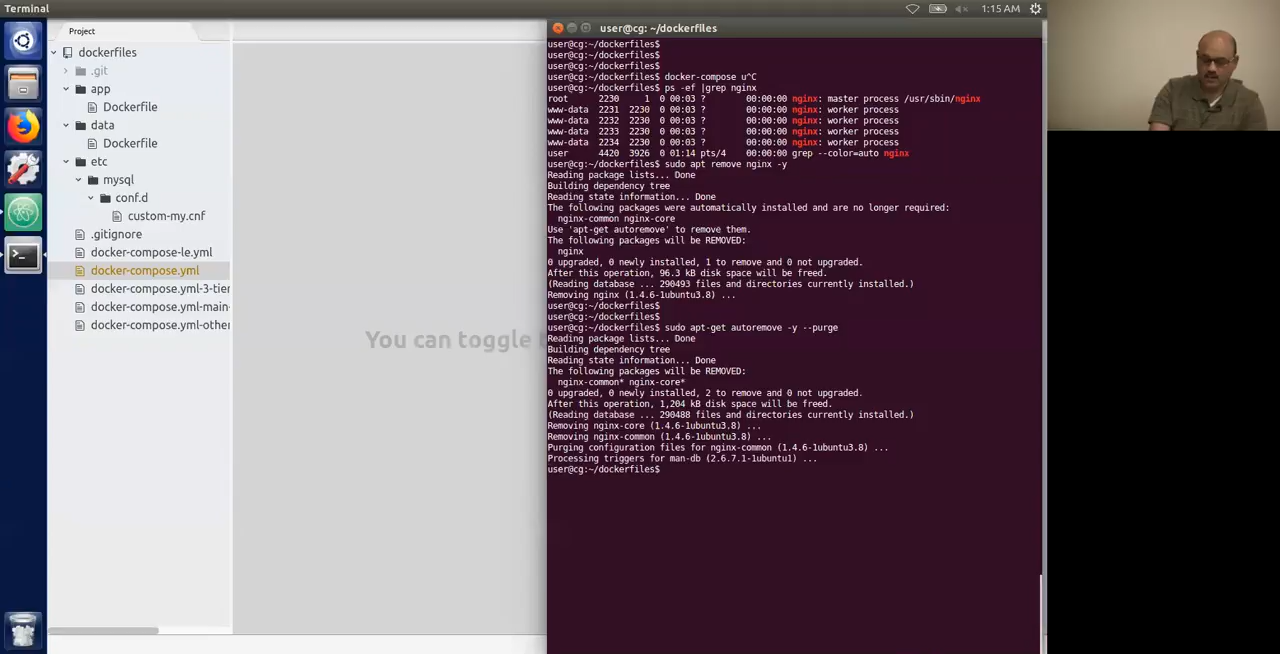 Terminal
1:15 AM
Project
dockerfiles
.git
app
Dockerfile
data
Dockerfile
etc
mysql
conf.d
custom-my.cnf
.gitignore
docker-compose-le.yml
docker-compose.yml
docker-compose.yml-3-tier
docker-compose.yml-main-
docker-compose.yml-other
You can toggle t
user@cg: ~/dockerfiles
user@cg:~/dockerfiles$
user@cg:~/dockerfiles$
user@cg:~/dockerfiles$
user@cg:~/dockerfiles$ docker-compose u^C
user@cg:~/dockerfiles$ ps -ef |grep nginx
root      2230     1  0 00:03 ?        00:00:00 nginx: master process /usr/sbin/nginx
www-data  2231  2230  0 00:03 ?        00:00:00 nginx: worker process
www-data  2232  2230  0 00:03 ?        00:00:00 nginx: worker process
www-data  2233  2230  0 00:03 ?        00:00:00 nginx: worker process
www-data  2234  2230  0 00:03 ?        00:00:00 nginx: worker process
user      4420  3926  0 01:14 pts/4    00:00:00 grep --color=auto nginx
user@cg:~/dockerfiles$ sudo apt remove nginx -y
Reading package lists... Done
Building dependency tree
Reading state information... Done
The following packages were automatically installed and are no longer required:
  nginx-common nginx-core
Use 'apt-get autoremove' to remove them.
The following packages will be REMOVED:
  nginx
0 upgraded, 0 newly installed, 1 to remove and 0 not upgraded.
After this operation, 96.3 kB disk space will be freed.
(Reading database ... 290493 files and directories currently installed.)
Removing nginx (1.4.6-1ubuntu3.8) ...
user@cg:~/dockerfiles$
user@cg:~/dockerfiles$
user@cg:~/dockerfiles$ sudo apt-get autoremove -y --purge
Reading package lists... Done
Building dependency tree
Reading state information... Done
The following packages will be REMOVED:
  nginx-common* nginx-core*
0 upgraded, 0 newly installed, 2 to remove and 0 not upgraded.
After this operation, 1,204 kB disk space will be freed.
(Reading database ... 290488 files and directories currently installed.)
Removing nginx-core (1.4.6-1ubuntu3.8) ...
Removing nginx-common (1.4.6-1ubuntu3.8) ...
Purging configuration files for nginx-common (1.4.6-1ubuntu3.8) ...
Processing triggers for man-db (2.6.7.1-1ubuntu1) ...
user@cg:~/dockerfiles$